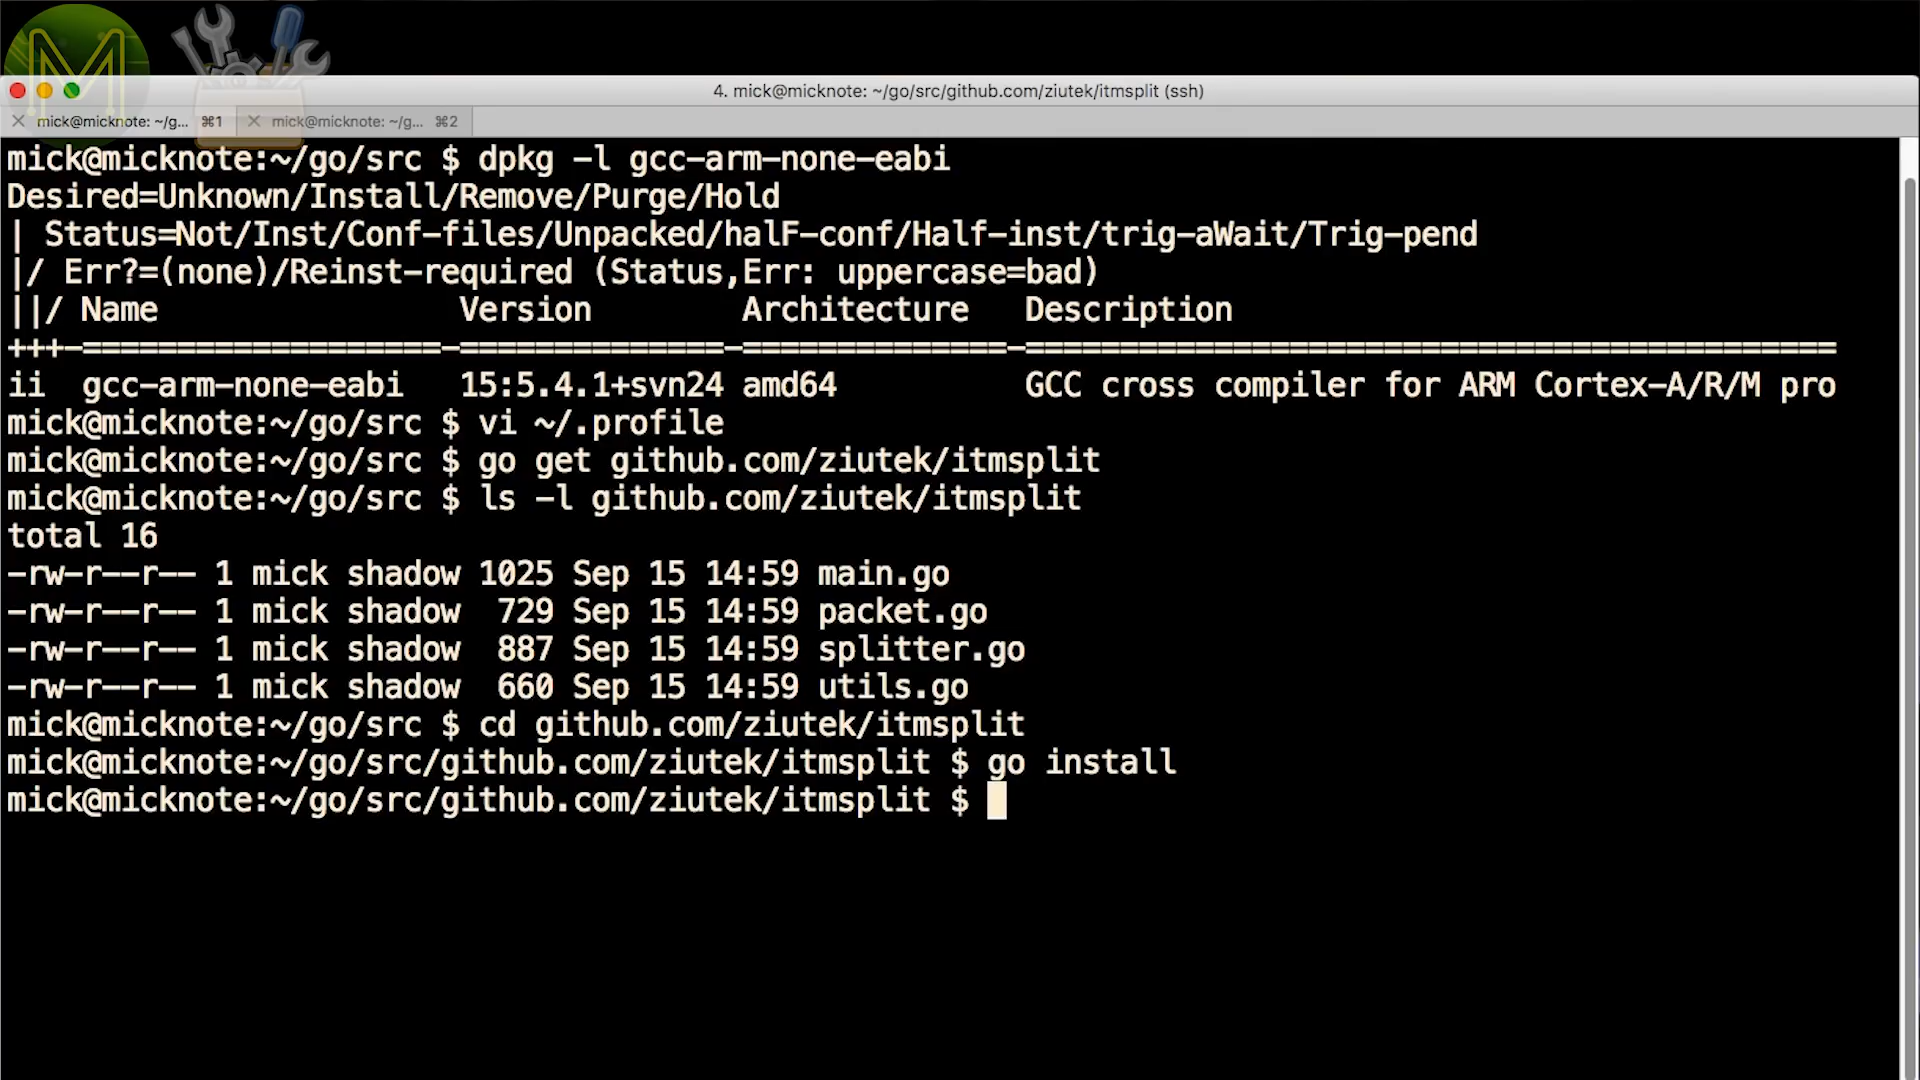 M
4. mick@micknote: ~/go/src/github.com/ziutek/itmsplit (ssh)
mick@micknote: ~/g... ⌘1 mick@micknote: ~/g... ⌘2
mick@micknote:~/go/src $ dpkg -l gcc-arm-none-eabi
Desired=Unknown/Install/Remove/Purge/Hold
| Status=Not/Inst/Conf-files/Unpacked/halF-conf/Half-inst/trig-aWait/Trig-pend
|/ Err?=(none)/Reinst-required (Status,Err: uppercase=bad)
||/ Name                Version        Architecture   Description
+++-===================-==============-==============-===========================================
ii  gcc-arm-none-eabi   15:5.4.1+svn24 amd64          GCC cross compiler for ARM Cortex-A/R/M pro
mick@micknote:~/go/src $ vi ~/.profile
mick@micknote:~/go/src $ go get github.com/ziutek/itmsplit
mick@micknote:~/go/src $ ls -l github.com/ziutek/itmsplit
total 16
-rw-r--r-- 1 mick shadow 1025 Sep 15 14:59 main.go
-rw-r--r-- 1 mick shadow  729 Sep 15 14:59 packet.go
-rw-r--r-- 1 mick shadow  887 Sep 15 14:59 splitter.go
-rw-r--r-- 1 mick shadow  660 Sep 15 14:59 utils.go
mick@micknote:~/go/src $ cd github.com/ziutek/itmsplit
mick@micknote:~/go/src/github.com/ziutek/itmsplit $ go install
mick@micknote:~/go/src/github.com/ziutek/itmsplit $